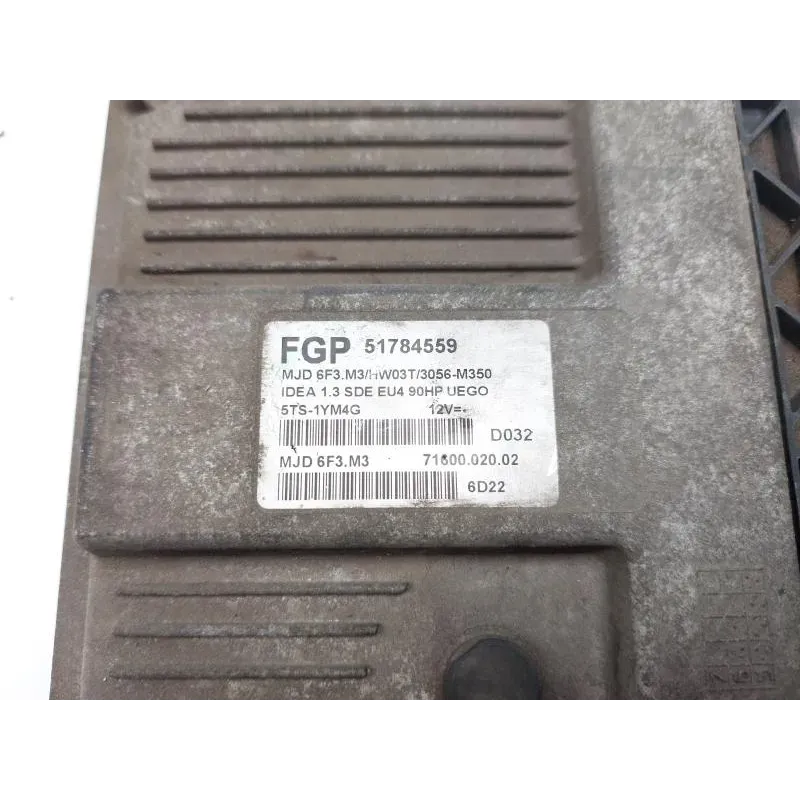 FGP 51784559
MJD 6F3.M3/HW03T/3056-M350
IDEA 1.3 SDE EU4 90HP UEGO
5TS-1YM4G 12V=
D032
MJD 6F3.M3 71600.020.02
6D22